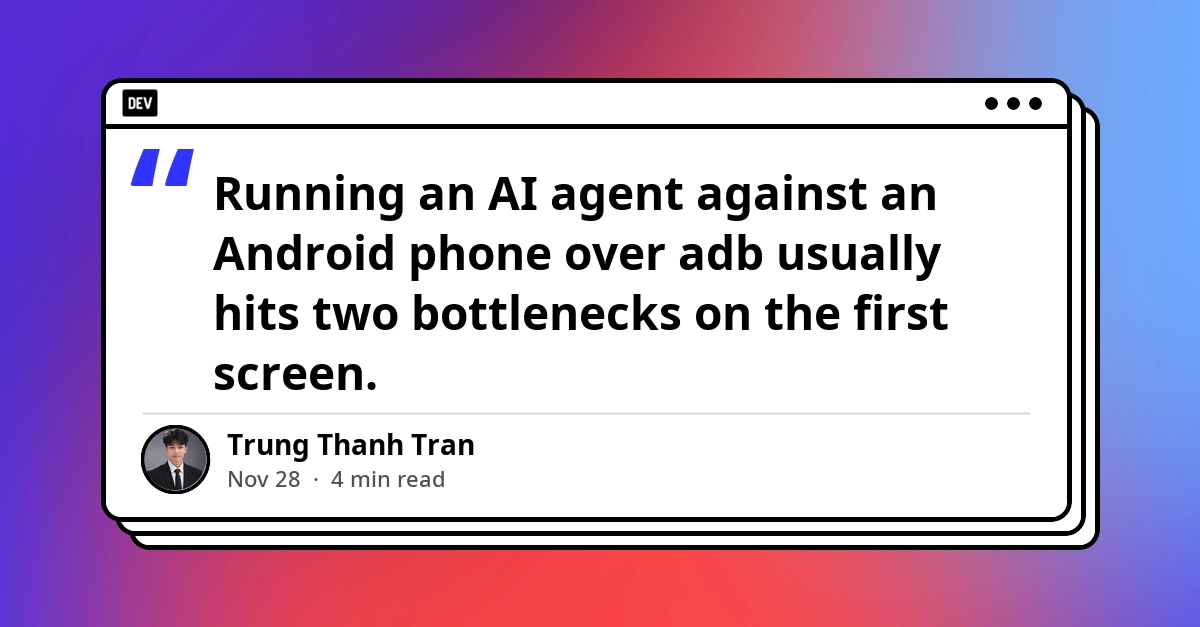 DEV
Running an AI agent against an
Android phone over adb usually
hits two bottlenecks on the first
screen.
Trung Thanh Tran
Nov 28 · 4 min read